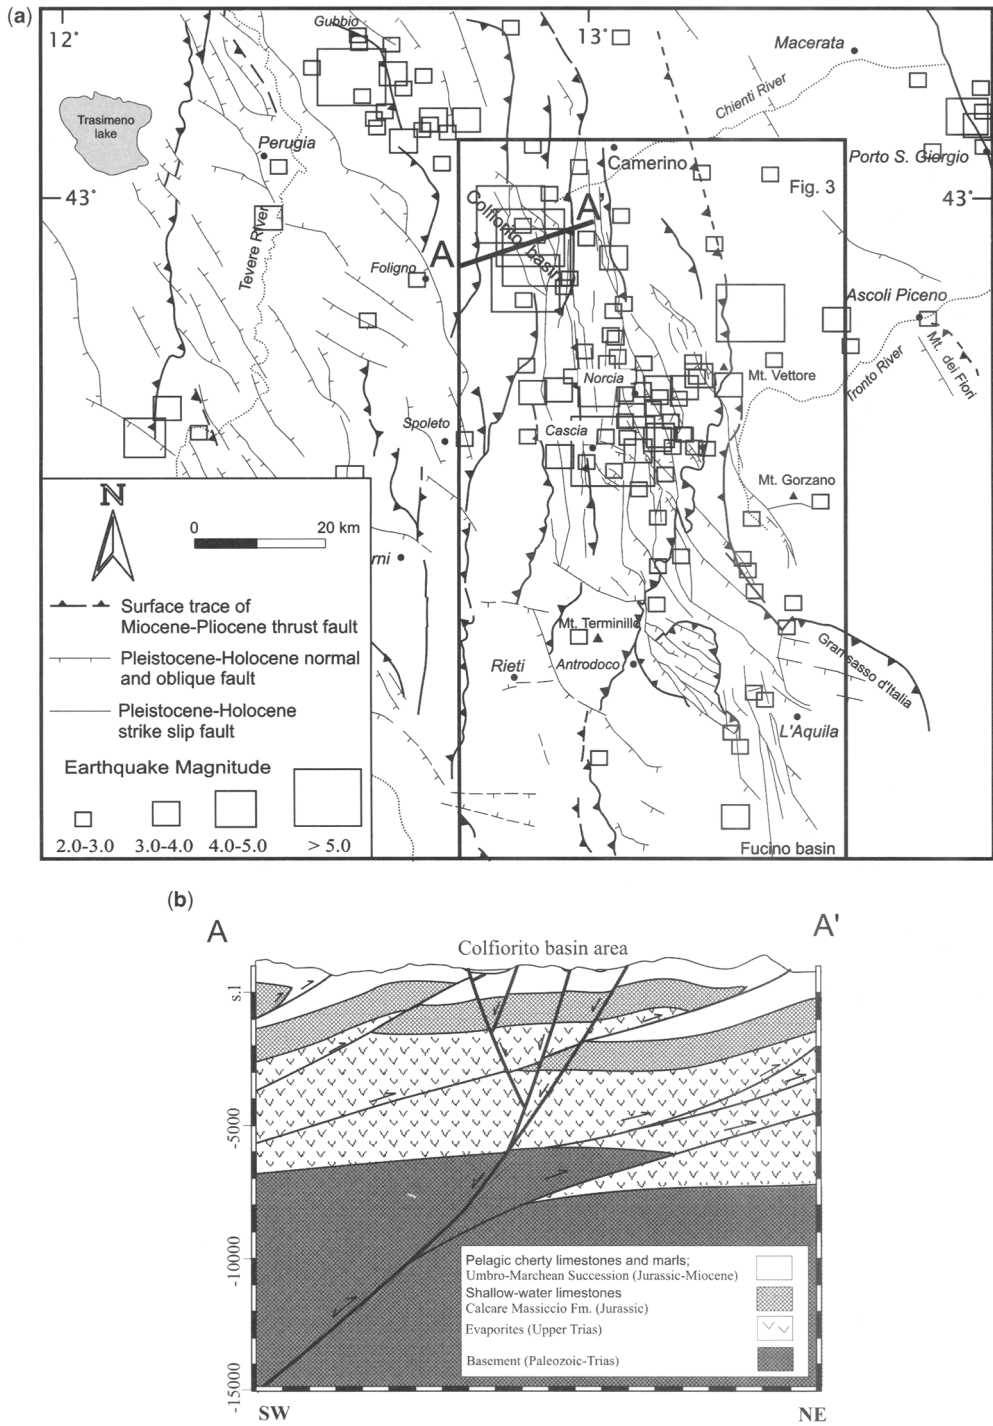 (a)
12°
13°
Gubbio
Macerata
Chienti River
Trasimeno
lake
Perugia
Camerino
Porto S. Giorgio
Fig. 3
43°
43°
Colfiorito basin
A
A'
Tevere River
Foligno
Ascoli Piceno
Mt. dei Fiori
Tronto River
Mt. Vettore
Norcia
Spoleto
Cascia
Mt. Gorzano
N
0
20 km
rni
Surface trace of
Miocene-Pliocene thrust fault
Mt. Terminillo
Gran sasso d'Italia
Pleistocene-Holocene normal
and oblique fault
Rieti
Antrodoco
Pleistocene-Holocene
strike slip fault
L'Aquila
Earthquake Magnitude
2.0-3.0
3.0-4.0
4.0-5.0
> 5.0
Fucino basin
(b)
A
A'
Colfiorito basin area
s.l
-5000
-10000
-15000
Pelagic cherty limestones and marls;
Umbro-Marchean Succession (Jurassic-Miocene)
Shallow-water limestones
Calcare Massiccio Fm. (Jurassic)
Evaporites (Upper Trias)
Basement (Paleozoic-Trias)
SW
NE